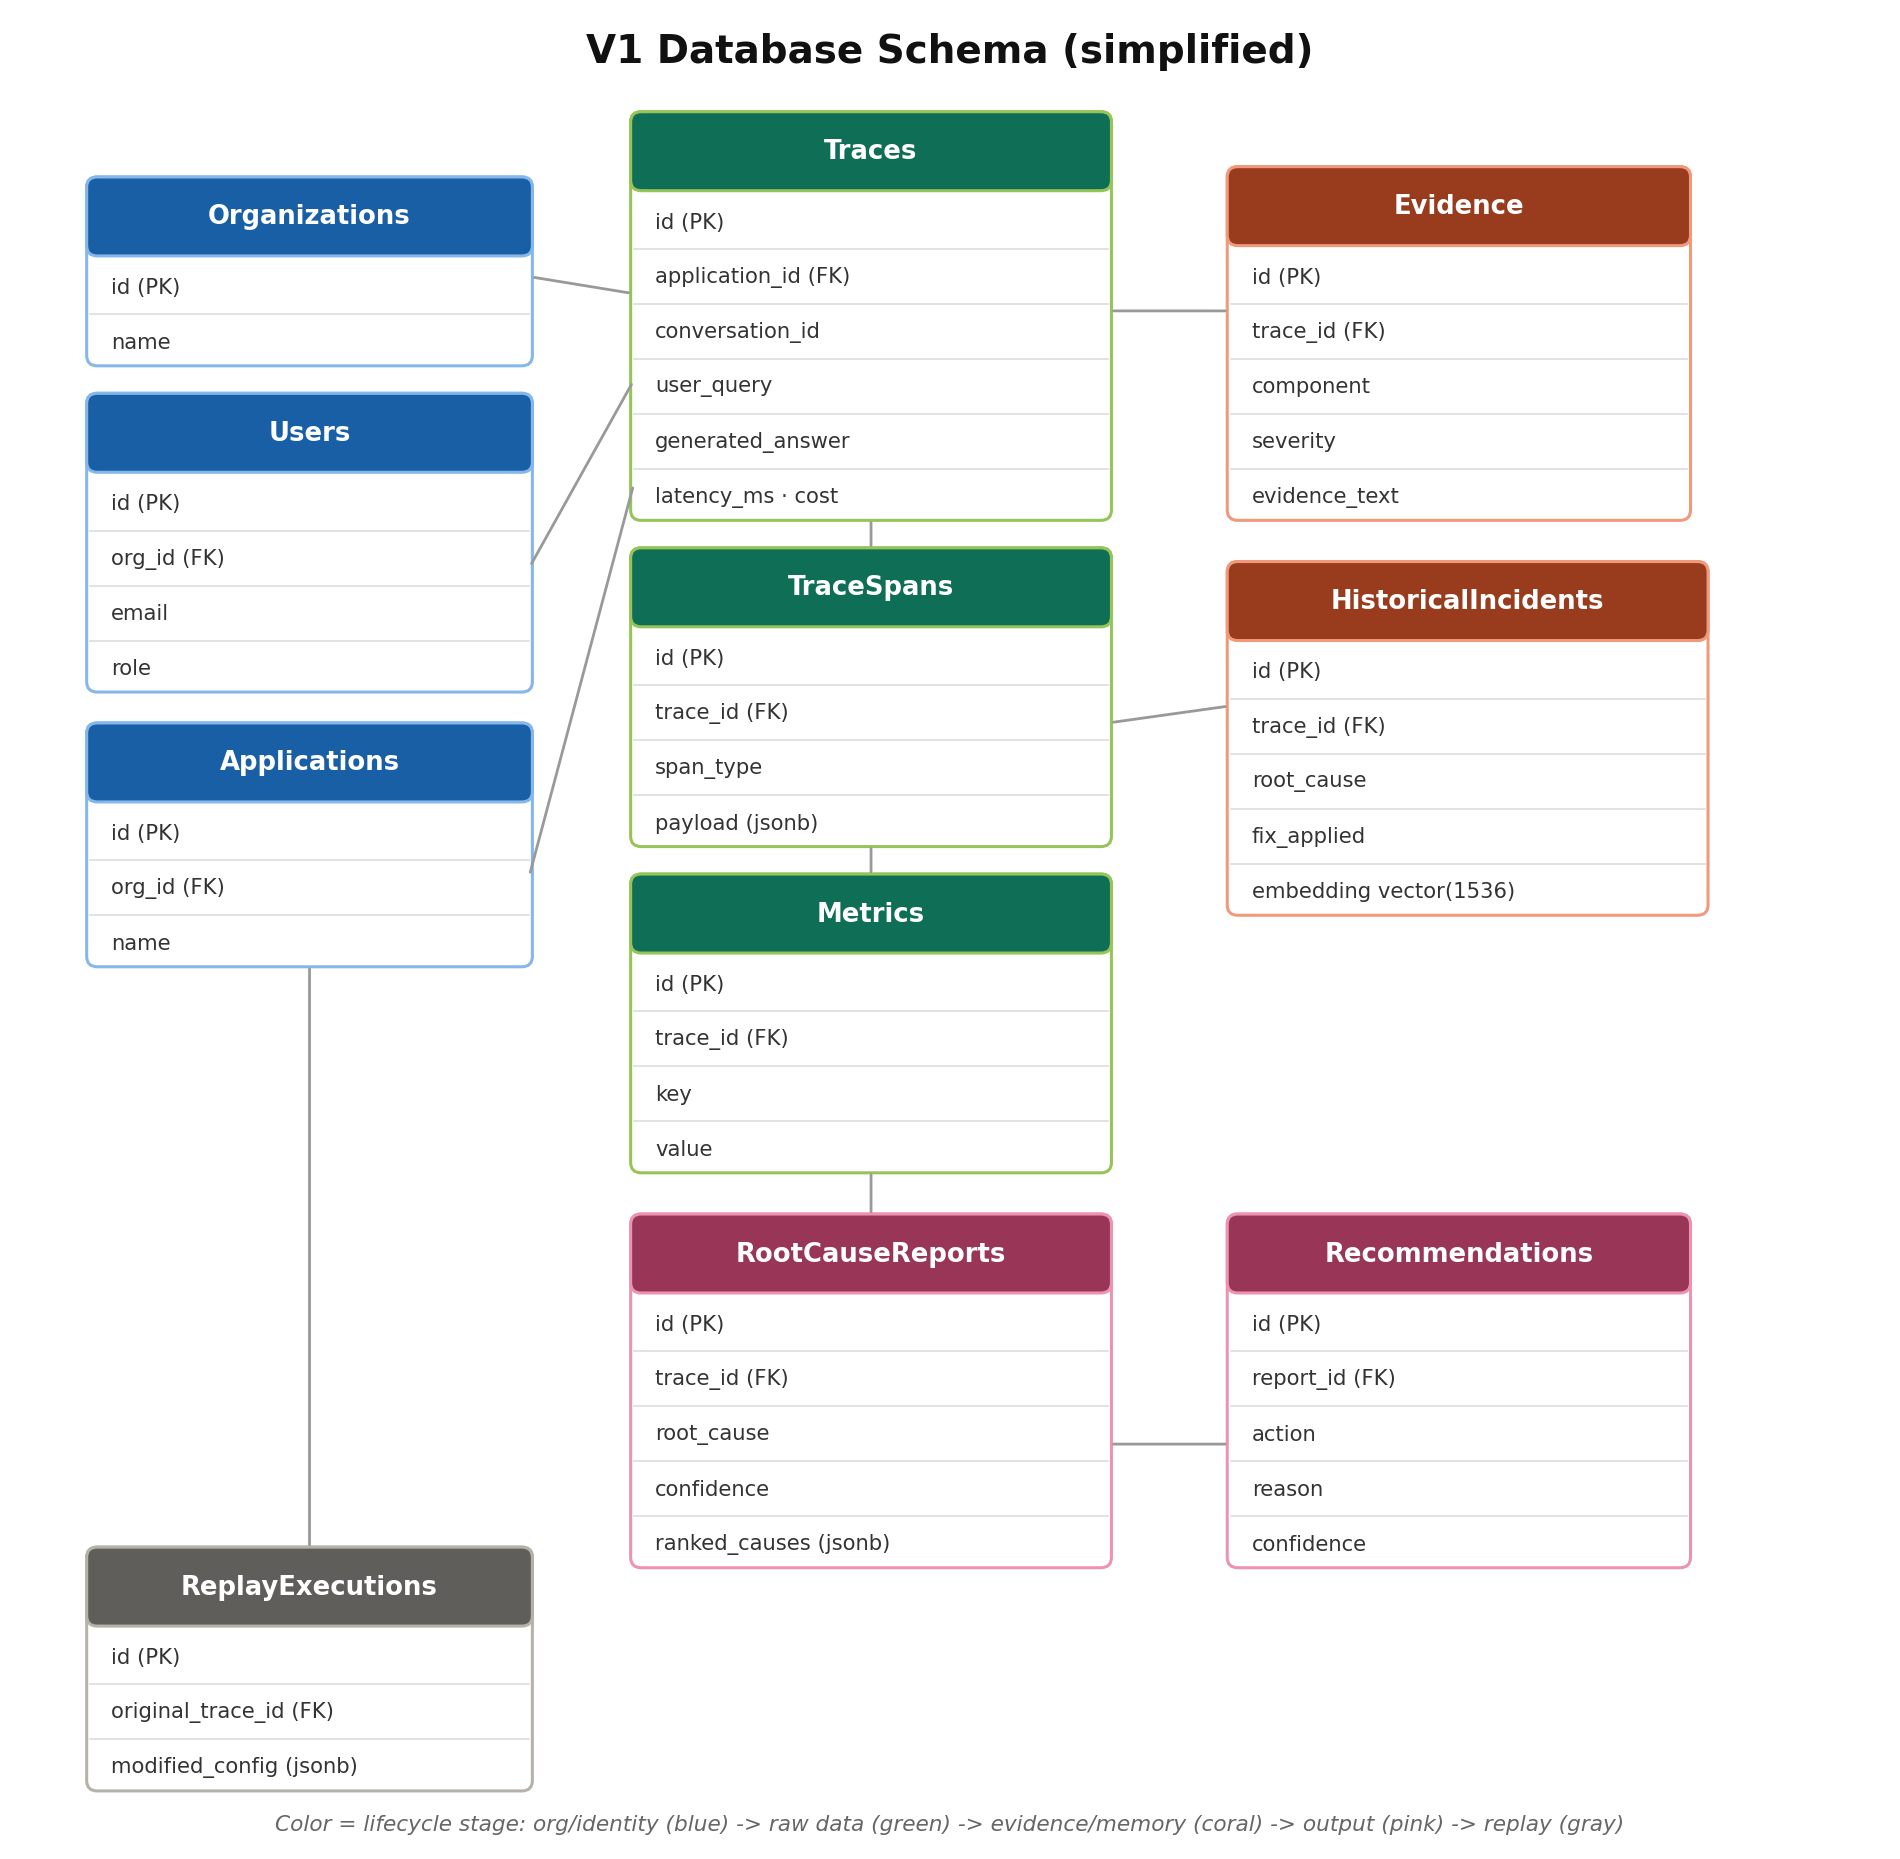 V1 Database Schema (simplified)
Organizations
id (PK)
name
Users
id (PK)
org_id (FK)
email
role
Applications
id (PK)
org_id (FK)
name
ReplayExecutions
id (PK)
original_trace_id (FK)
modified_config (jsonb)
Traces
id (PK)
application_id (FK)
conversation_id
user_query
generated_answer
latency_ms · cost
TraceSpans
id (PK)
trace_id (FK)
span_type
payload (jsonb)
Metrics
id (PK)
trace_id (FK)
key
value
RootCauseReports
id (PK)
trace_id (FK)
root_cause
confidence
ranked_causes (jsonb)
Evidence
id (PK)
trace_id (FK)
component
severity
evidence_text
HistoricalIncidents
id (PK)
trace_id (FK)
root_cause
fix_applied
embedding vector(1536)
Recommendations
id (PK)
report_id (FK)
action
reason
confidence
Color = lifecycle stage: org/identity (blue) -> raw data (green) -> evidence/memory (coral) -> output (pink) -> replay (gray)